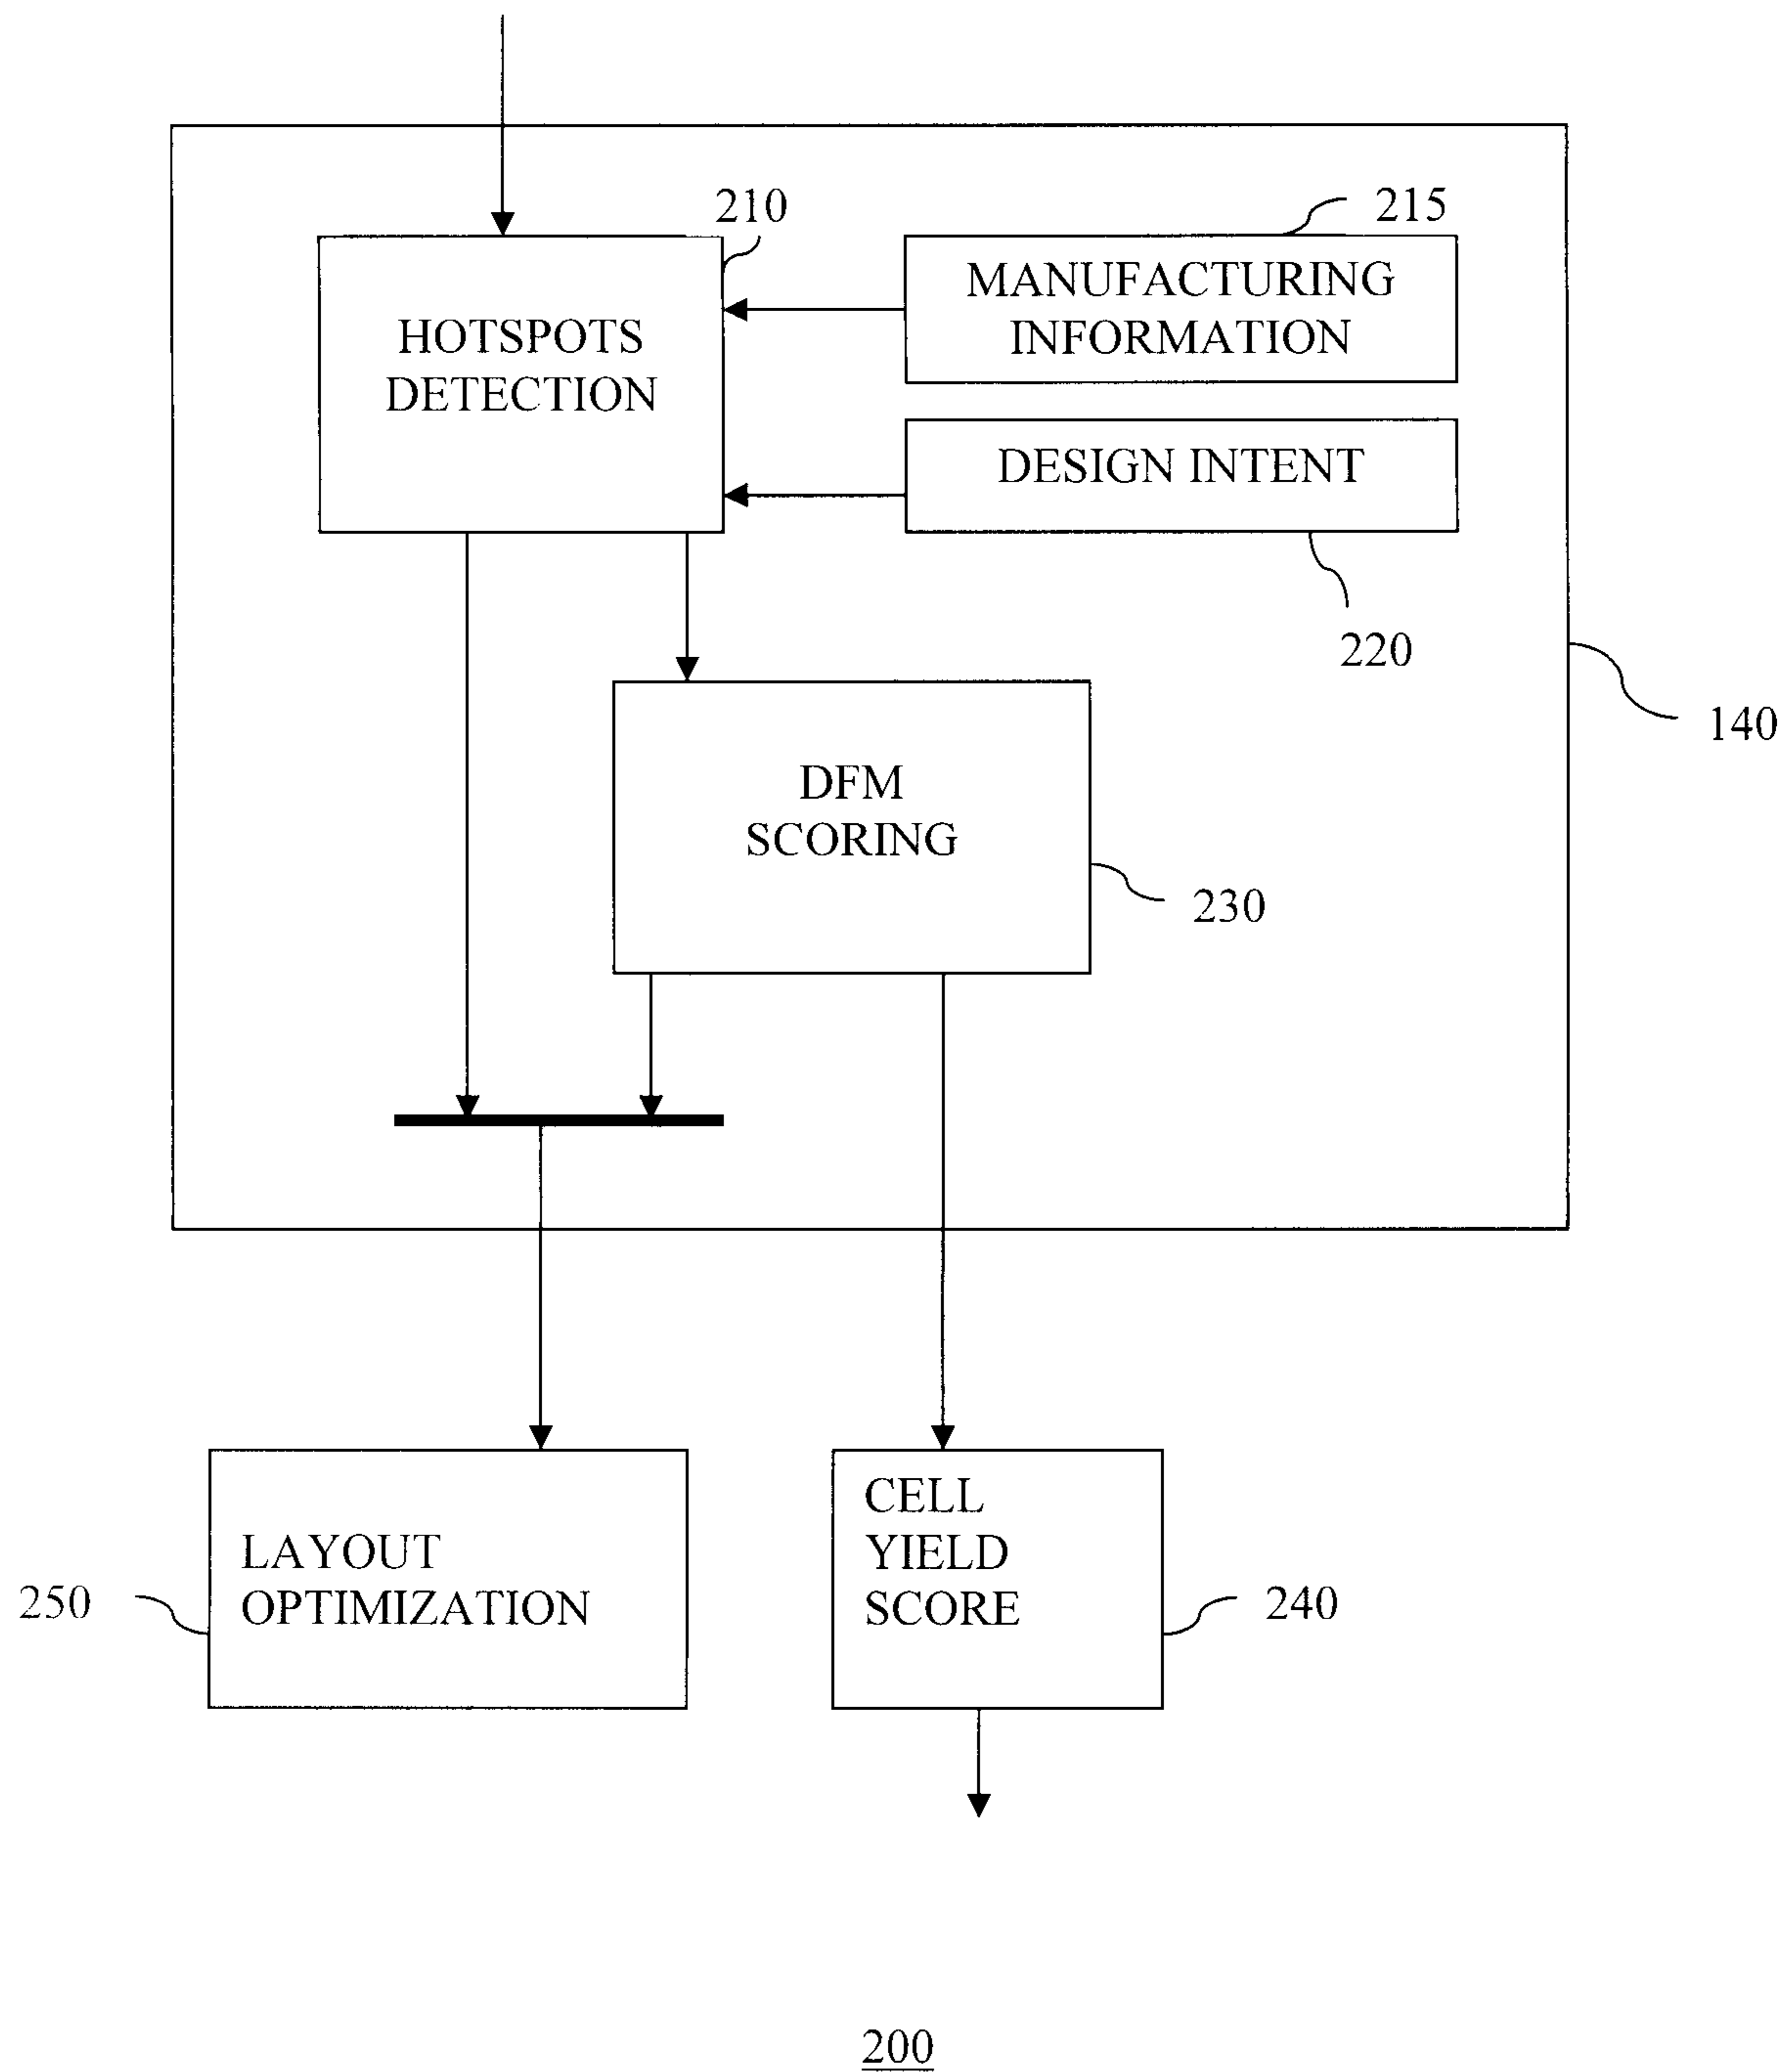 210
215
MANUFACTURING
INFORMATION
HOTSPOTS
DETECTION
DESIGN INTENT
220
140
DFM
SCORING
230
CELL
YIELD
SCORE
LAYOUT
OPTIMIZATION
250
240
200